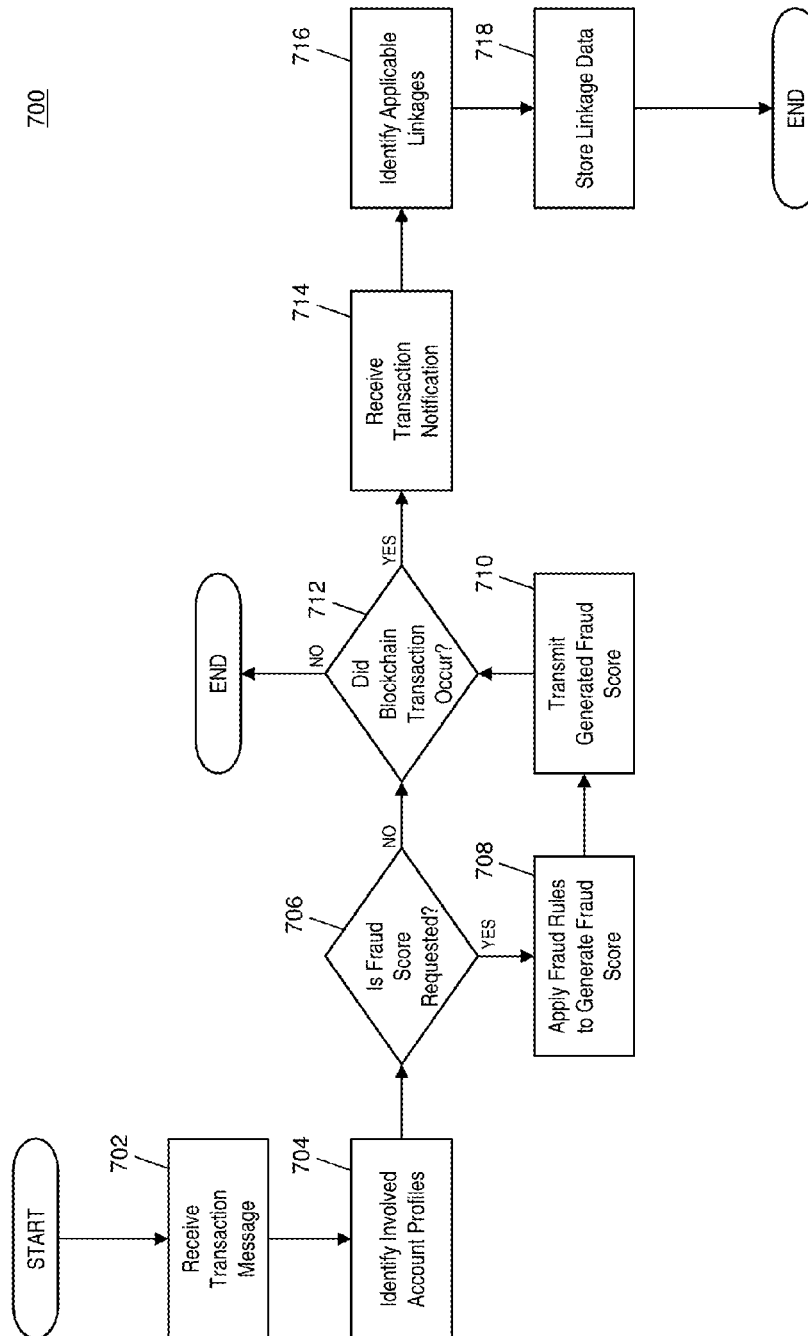 700
START
702
Receive
Transaction
Message
704
Identify Involved
Account Profiles
706
Is Fraud
Score
Requested?
NO
YES
708
Apply Fraud Rules
to Generate Fraud
Score
710
Transmit
Generated Fraud
Score
712
Did
Blockchain
Transaction
Occur?
NO
END
YES
714
Receive
Transaction
Notification
716
Identify Applicable
Linkages
718
Store Linkage Data
END